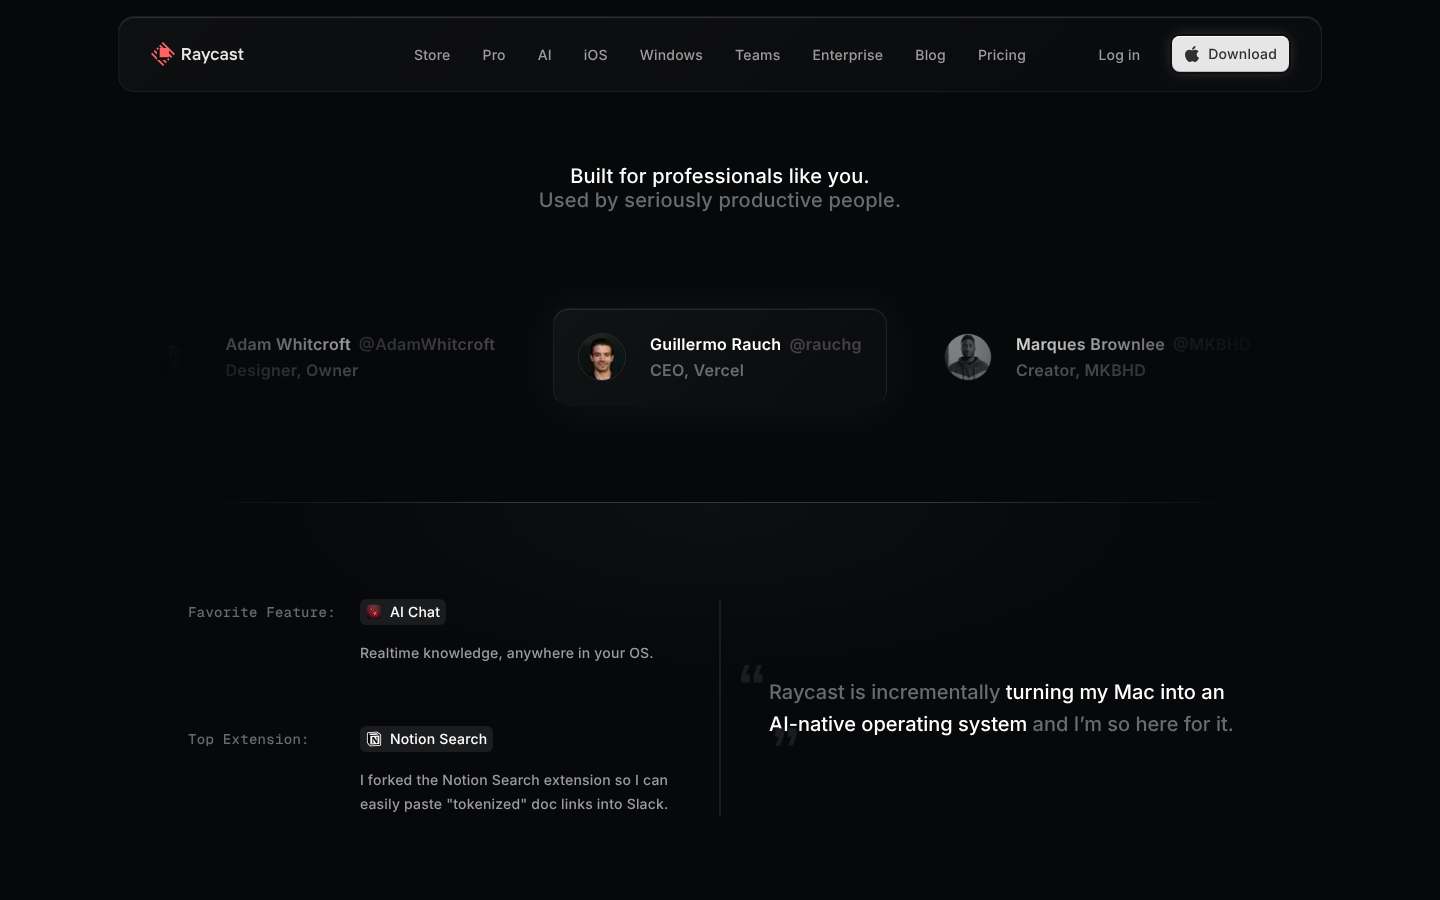 Raycast
Store
Pro
AI
iOS
Windows
Teams
Enterprise
Blog
Pricing
Log in
Download
Built for professionals like you.
Used by seriously productive people.
Adam Whitcroft @AdamWhitcroft
Designer, Owner
Guillermo Rauch @rauchg
CEO, Vercel
Marques Brownlee @MKBHD
Creator, MKBHD
Favorite Feature:
AI Chat
Realtime knowledge, anywhere in your OS.
Top Extension:
Notion Search
I forked the Notion Search extension so I can
easily paste "tokenized" doc links into Slack.
“Raycast is incrementally turning my Mac into an
AI-native operating system and I’m so here for it.”